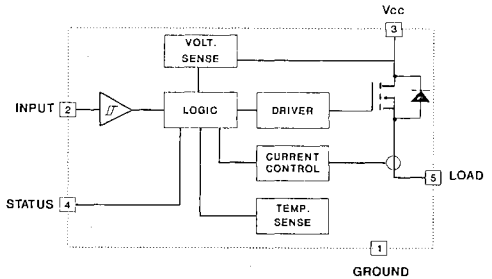 Vcc
3
VOLT.
SENSE
INPUT 2
LOGIC
DRIVER
CURRENT
CONTROL
5 LOAD
STATUS 4
TEMP.
SENSE
1
GROUND